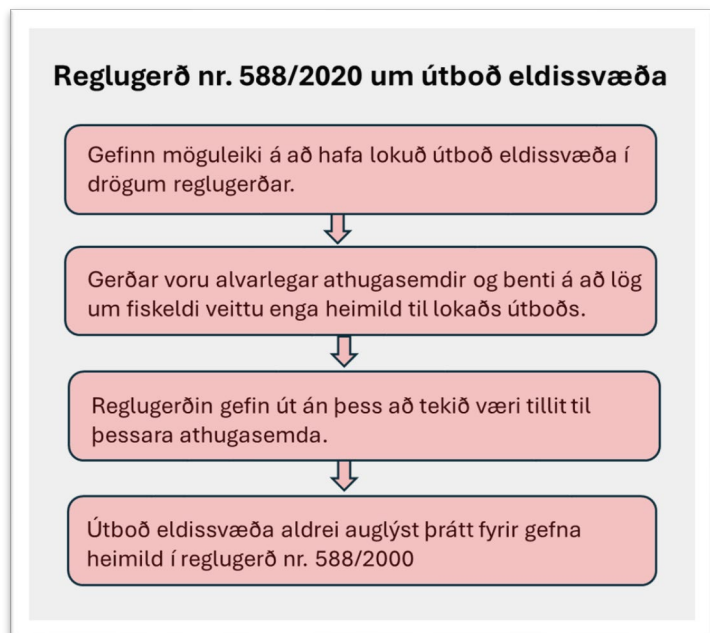 Reglugerð nr. 588/2020 um útboð eldissvæða
Gefinn möguleiki á að hafa lokuð útboð eldissvæða í
drögum reglugerðar.
Gerðar voru alvarlegar athugasemdir og benti á að lög
um fiskeldi veittu enga heimild til lokaðs útboðs.
Reglugerðin gefin út án þess að tekið væri tillit til
þessara athugasemda.
Útboð eldissvæða aldrei auglýst þrátt fyrir gefna
heimild í reglugerð nr. 588/2000